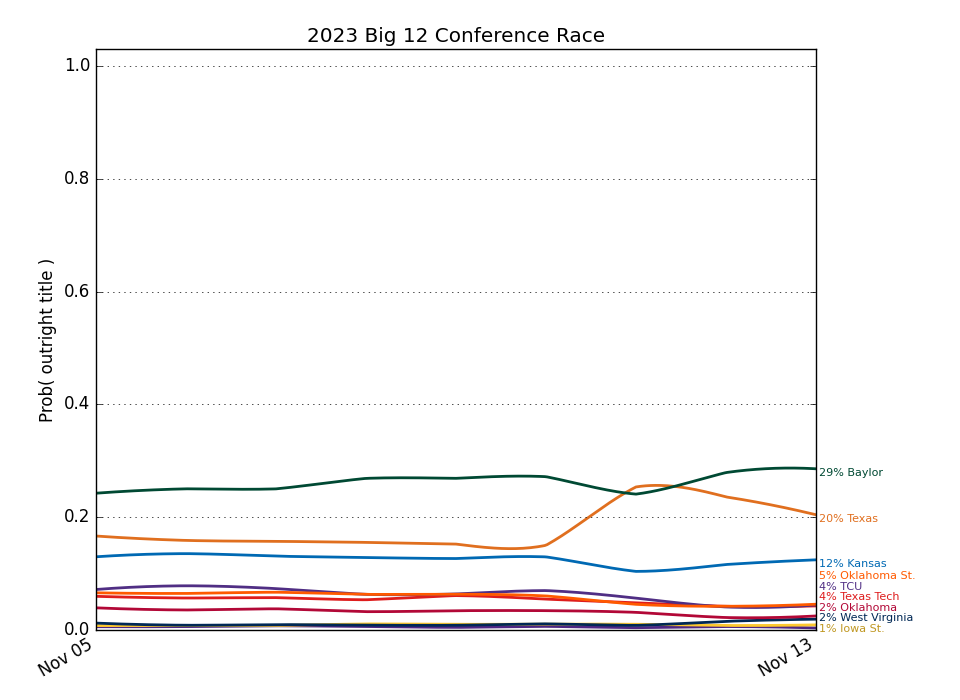 2023 Big 12 Conference Race
Prob( outright title )
1.0
0.8
0.6
0.4
0.2
0.0
Nov 05
Nov 13
29% Baylor
20% Texas
12% Kansas
5% Oklahoma St.
4% TCU
4% Texas Tech
2% Oklahoma
2% West Virginia
1% Iowa St.